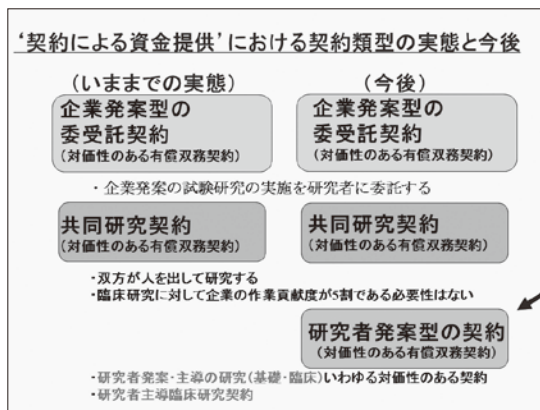 ‘契約による資金提供’における契約類型の実態と今後
（いままでの実態） （今後）
企業発案型の
委受託契約
（対価性のある有償双務契約）
企業発案型の
委受託契約
（対価性のある有償双務契約）
・企業発案の試験研究の実施を研究者に委託する
共同研究契約
（対価性のある有償双務契約）
共同研究契約
（対価性のある有償双務契約）
・双方が人を出して研究する
・臨床研究に対して企業の作業貢献度が5割である必要性はない
研究者発案型の契約
（対価性のある有償双務契約）
・研究者発案・主導の研究（基礎・臨床）いわゆる対価性のある契約
・研究者主導臨床研究契約